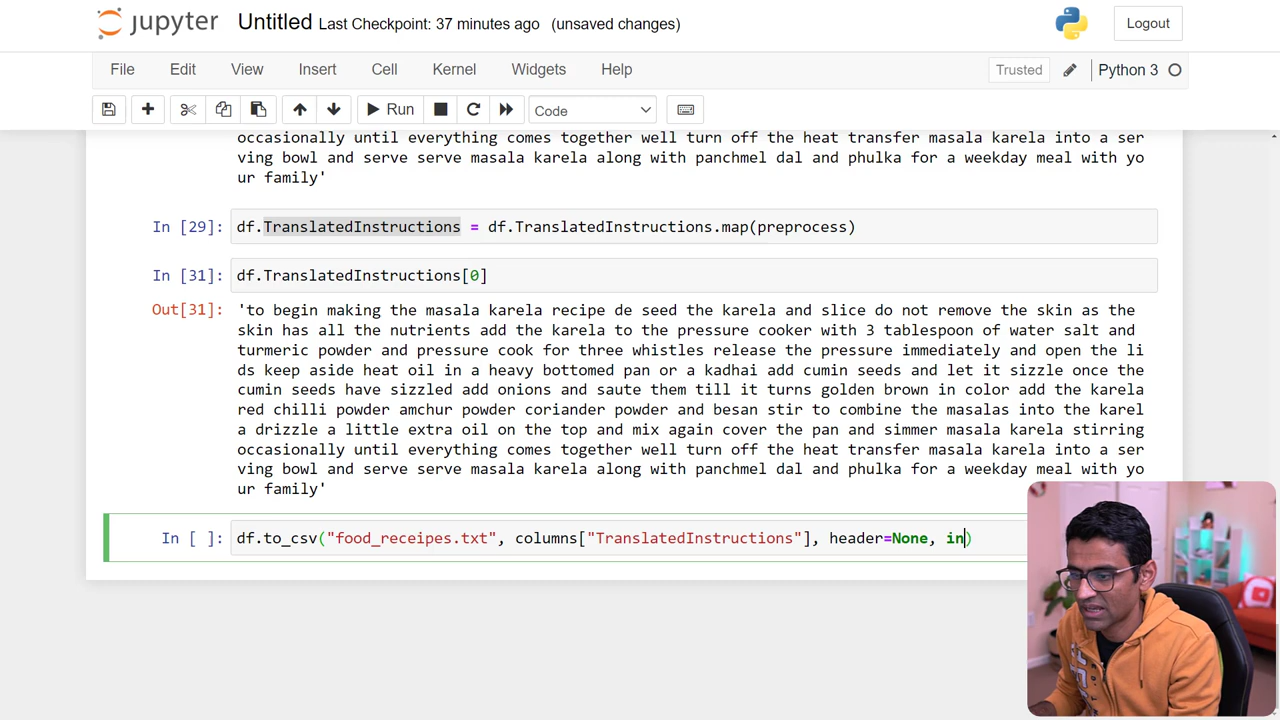 jupyter Untitled Last Checkpoint: 37 minutes ago (unsaved changes) Logout
File Edit View Insert Cell Kernel Widgets Help Trusted Python 3
Run Code
occasionally until everything comes together well turn off the heat transfer masala karela into a ser
ving bowl and serve serve masala karela along with panchmel dal and phulka for a weekday meal with yo
ur family'
In [29]: df.TranslatedInstructions = df.TranslatedInstructions.map(preprocess)
In [31]: df.TranslatedInstructions[0]
Out[31]: 'to begin making the masala karela recipe de seed the karela and slice do not remove the skin as the
skin has all the nutrients add the karela to the pressure cooker with 3 tablespoon of water salt and
turmeric powder and pressure cook for three whistles release the pressure immediately and open the li
ds keep aside heat oil in a heavy bottomed pan or a kadhai add cumin seeds and let it sizzle once the
cumin seeds have sizzled add onions and saute them till it turns golden brown in color add the karela
red chilli powder amchur powder coriander powder and besan stir to combine the masalas into the karel
a drizzle a little extra oil on the top and mix again cover the pan and simmer masala karela stirring
occasionally until everything comes together well turn off the heat transfer masala karela into a ser
ving bowl and serve serve masala karela along with panchmel dal and phulka for a weekday meal with yo
ur family'
In [ ]: df.to_csv("food_receipes.txt", columns["TranslatedInstructions"], header=None, in)